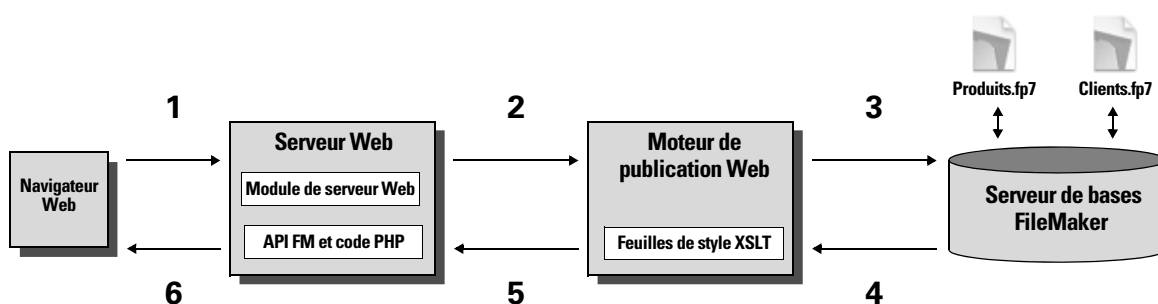 Produits.fp7
Clients.fp7
1
2
3
Navigateur
Web
Serveur Web
Module de serveur Web
API FM et code PHP
Moteur de
publication Web
Feuilles de style XSLT
Serveur de bases
FileMaker
6
5
4